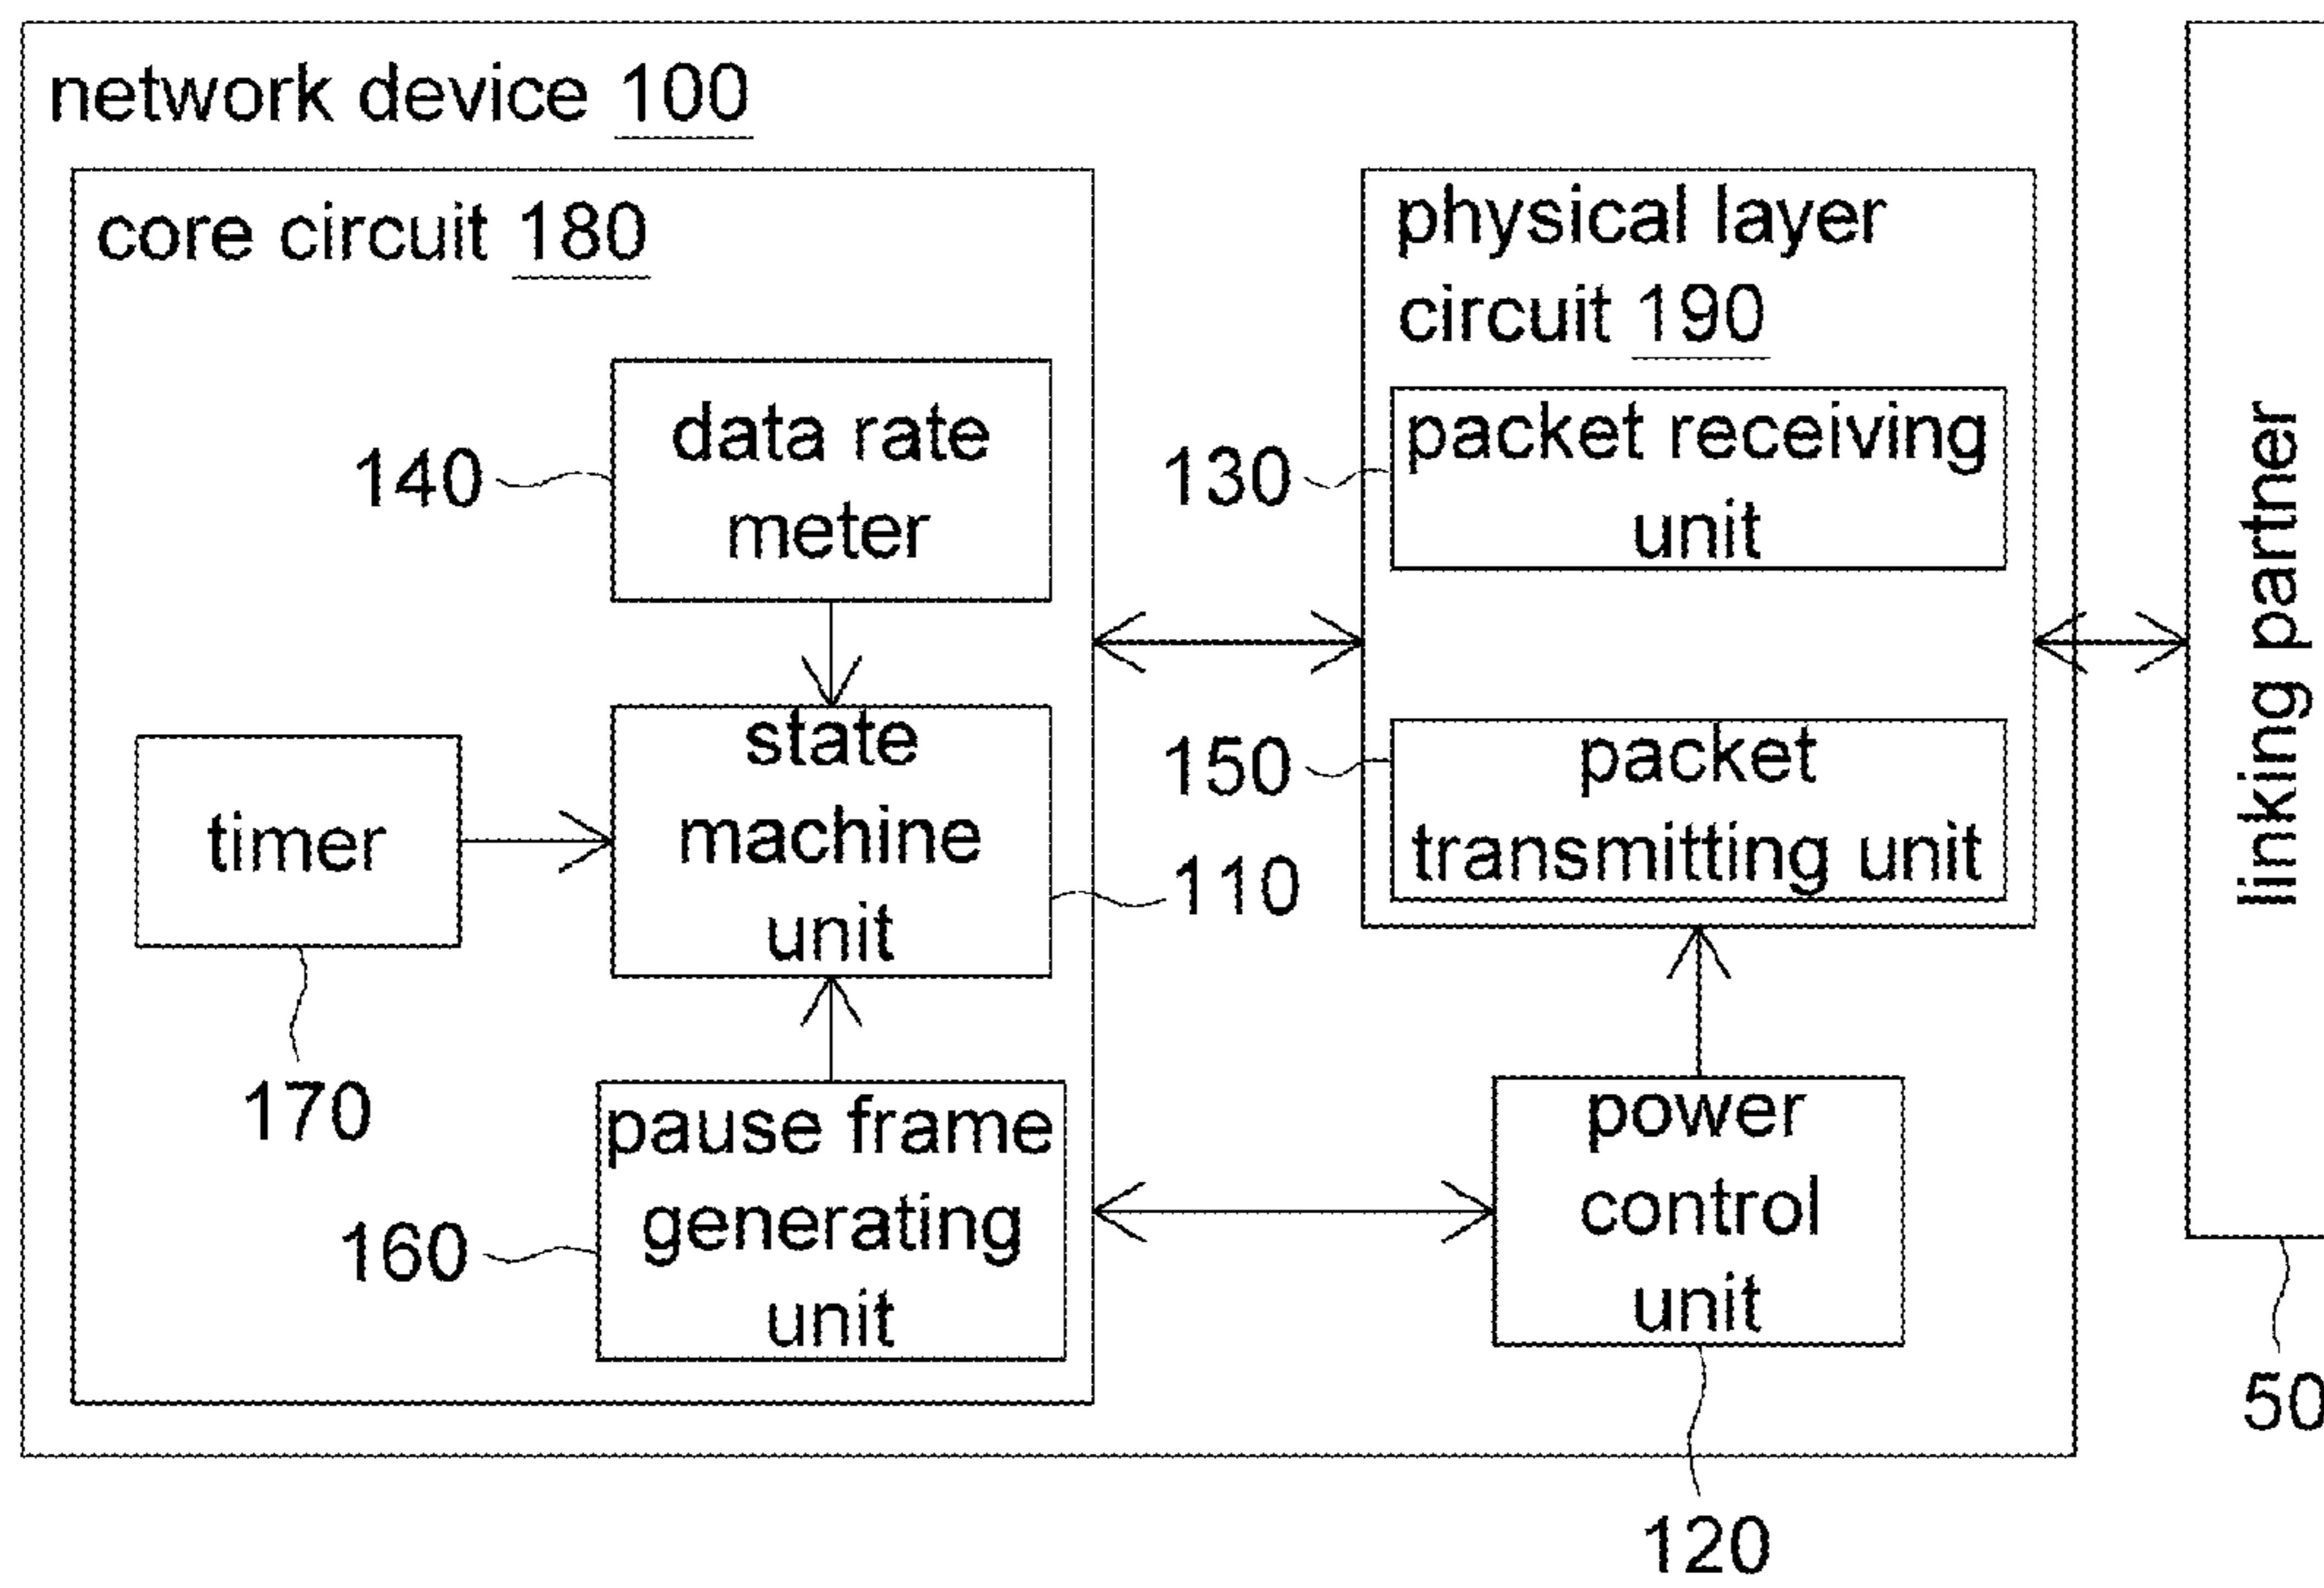 network device 100
core circuit 180
data rate
meter
140
state
machine
unit
110
timer
170
pause frame
generating
unit
160
physical layer
circuit 190
packet receiving
unit
130
packet
transmitting unit
150
power
control
unit
120
linking partner
50